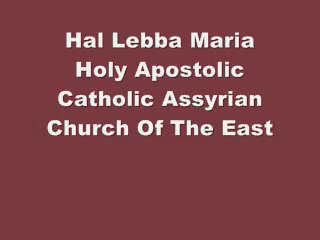 Hal Lebba Maria
Holy Apostolic
Catholic Assyrian
Church Of The East